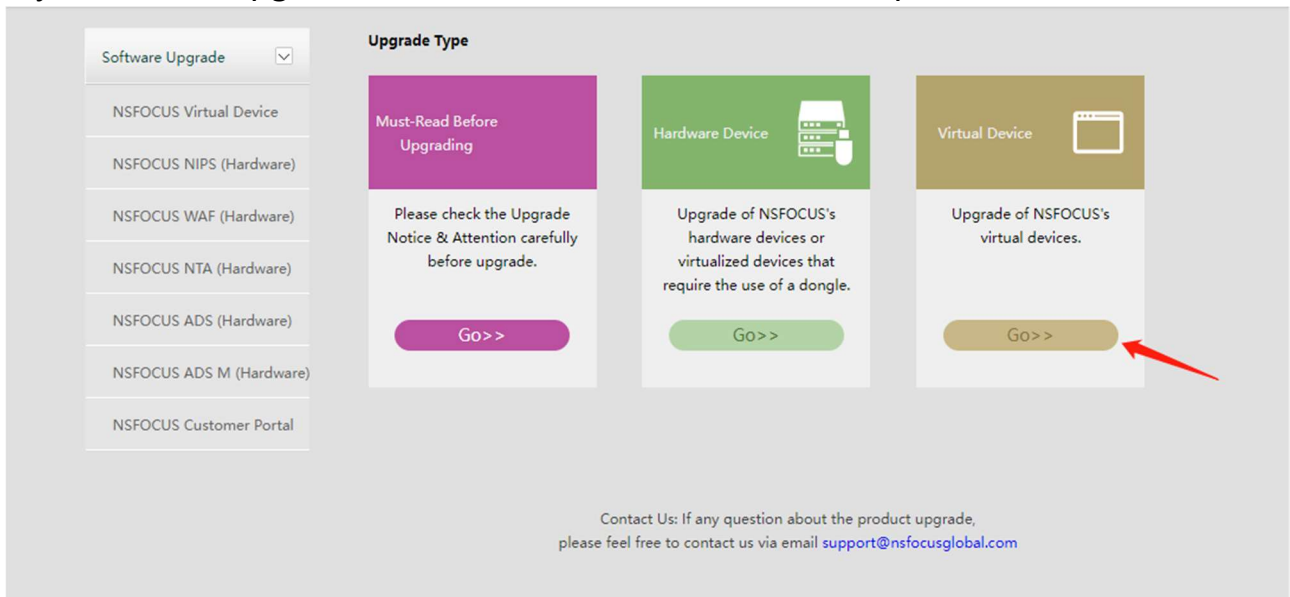 Software Upgrade
NSFOCUS Virtual Device
NSFOCUS NIPS (Hardware)
NSFOCUS WAF (Hardware)
NSFOCUS NTA (Hardware)
NSFOCUS ADS (Hardware)
NSFOCUS ADS M (Hardware)
NSFOCUS Customer Portal
Upgrade Type
Must-Read Before
Upgrading
Please check the Upgrade
Notice & Attention carefully
before upgrade.
Go>>
Hardware Device
Upgrade of NSFOCUS's
hardware devices or
virtualized devices that
require the use of a dongle.
Go>>
Virtual Device
Upgrade of NSFOCUS's
virtual devices.
Go>>
Contact Us: If any question about the product upgrade,
please feel free to contact us via email support@nsfocusglobal.com